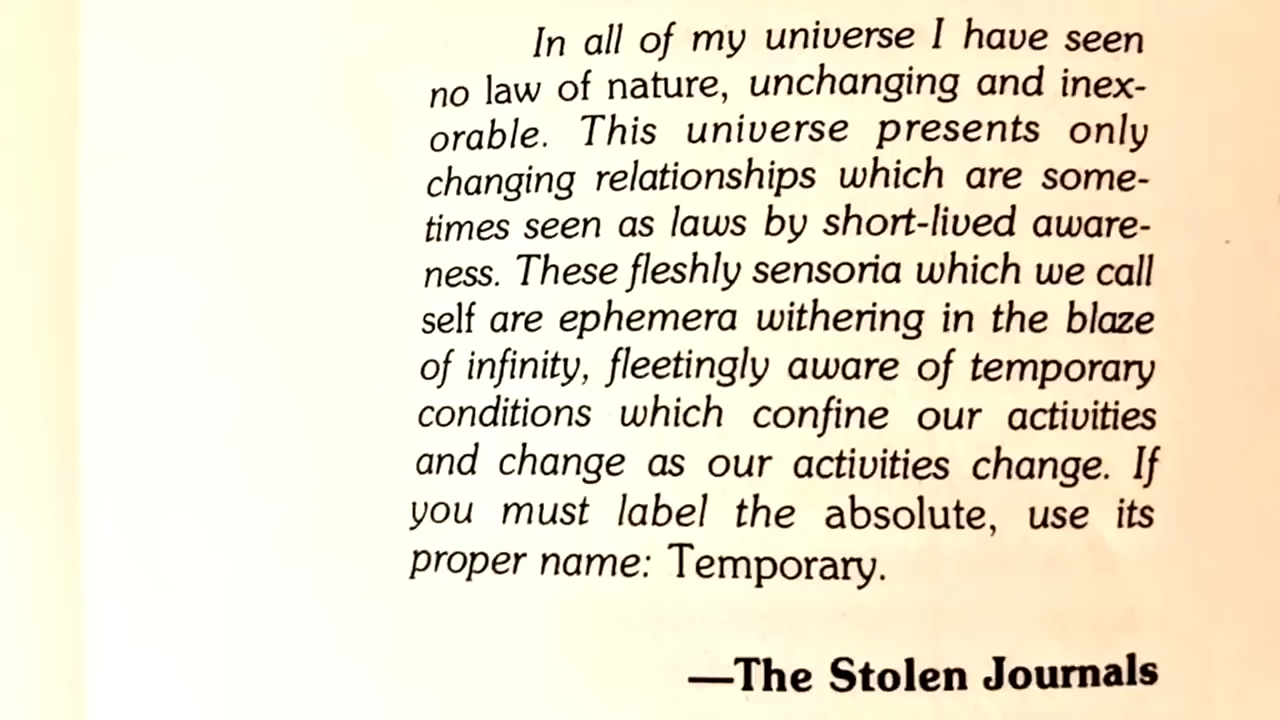 In all of my universe I have seen
no law of nature, unchanging and inex-
orable. This universe presents only
changing relationships which are some-
times seen as laws by short-lived aware-
ness. These fleshly sensoria which we call
self are ephemera withering in the blaze
of infinity, fleetingly aware of temporary
conditions which confine our activities
and change as our activities change. If
you must label the absolute, use its
proper name: Temporary.
—The Stolen Journals